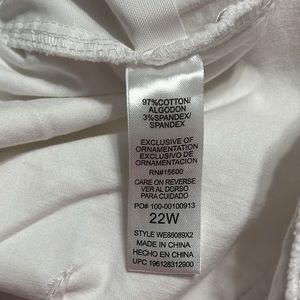 97%COTTON/
ALGODON
3%SPANDEX/
SPANDEX
EXCLUSIVE OF
ORNAMENTATION
EXCLUSIVO DE
ORNAMENTACION
RN#15600
CARE ON REVERSE
VER AL DORSO
PARA CUIDADO
PO# 100-00100913
22W
STYLE WE88089X2
MADE IN CHINA
HECHO EN CHINA
UPC 196128312900